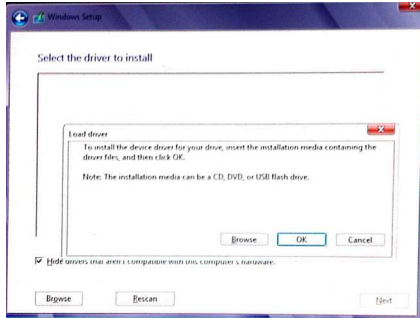 Windows Setup
Select the driver to install
Load driver
To install the device driver for your drive, insert the installation media containing the
driver files, and then click OK.
Note: The installation media can be a CD, DVD, or USB flash drive.
Browse
OK
Cancel
Hide drivers that aren't compatible with this computer's hardware.
Browse
Rescan
Next